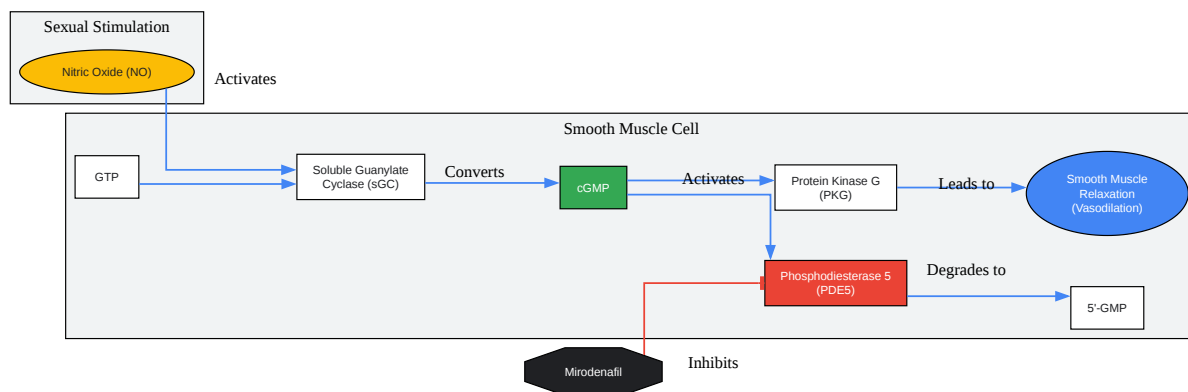 Sexual Stimulation
Nitric Oxide (NO)
Activates
Smooth Muscle Cell
GTP
Soluble Guanylate
Cyclase (sGC)
Converts
cGMP
Activates
Protein Kinase G
(PKG)
Leads to
Smooth Muscle
Relaxation
(Vasodilation)
Phosphodiesterase 5
(PDE5)
Degrades to
5'-GMP
Mirodenafil
Inhibits